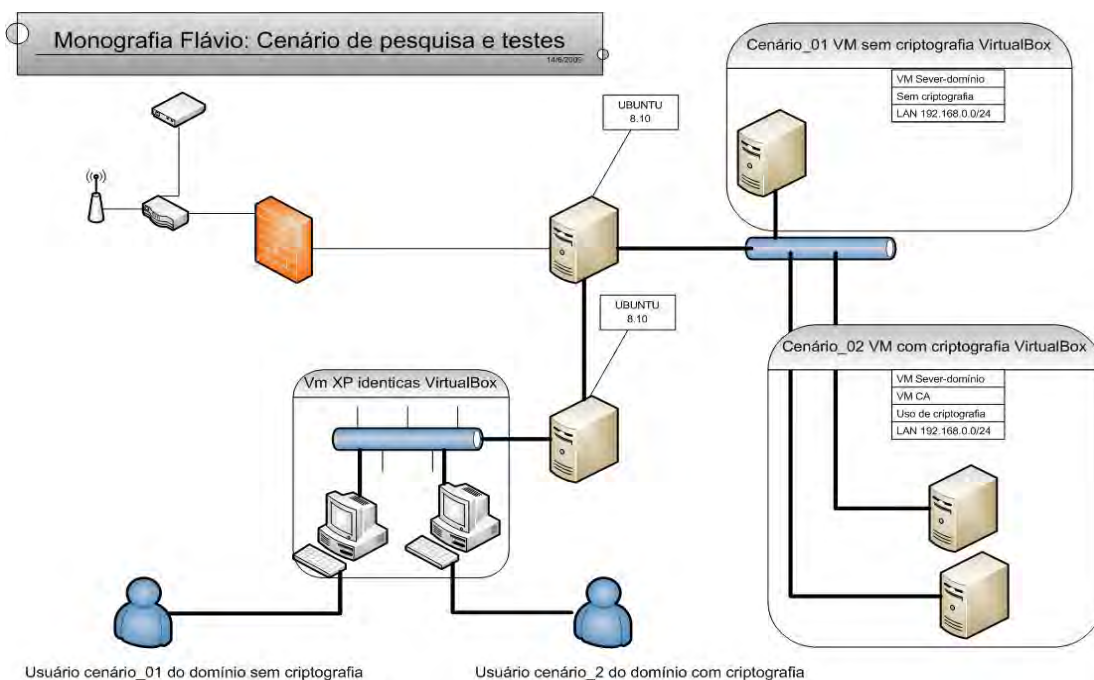 Monografia Flávio: Cenário de pesquisa e testes
14/6/2009
Cenário_01 VM sem criptografia VirtualBox
VM Sever-domínio
Sem criptografia
LAN 192.168.0.0/24
UBUNTU
8.10
UBUNTU
8.10
Cenário_02 VM com criptografia VirtualBox
VM Sever-domínio
VM CA
Uso de criptografia
LAN 192.168.0.0/24
Vm XP identicas VirtualBox
Usuário cenário_01 do domínio sem criptografia
Usuário cenário_2 do domínio com criptografia